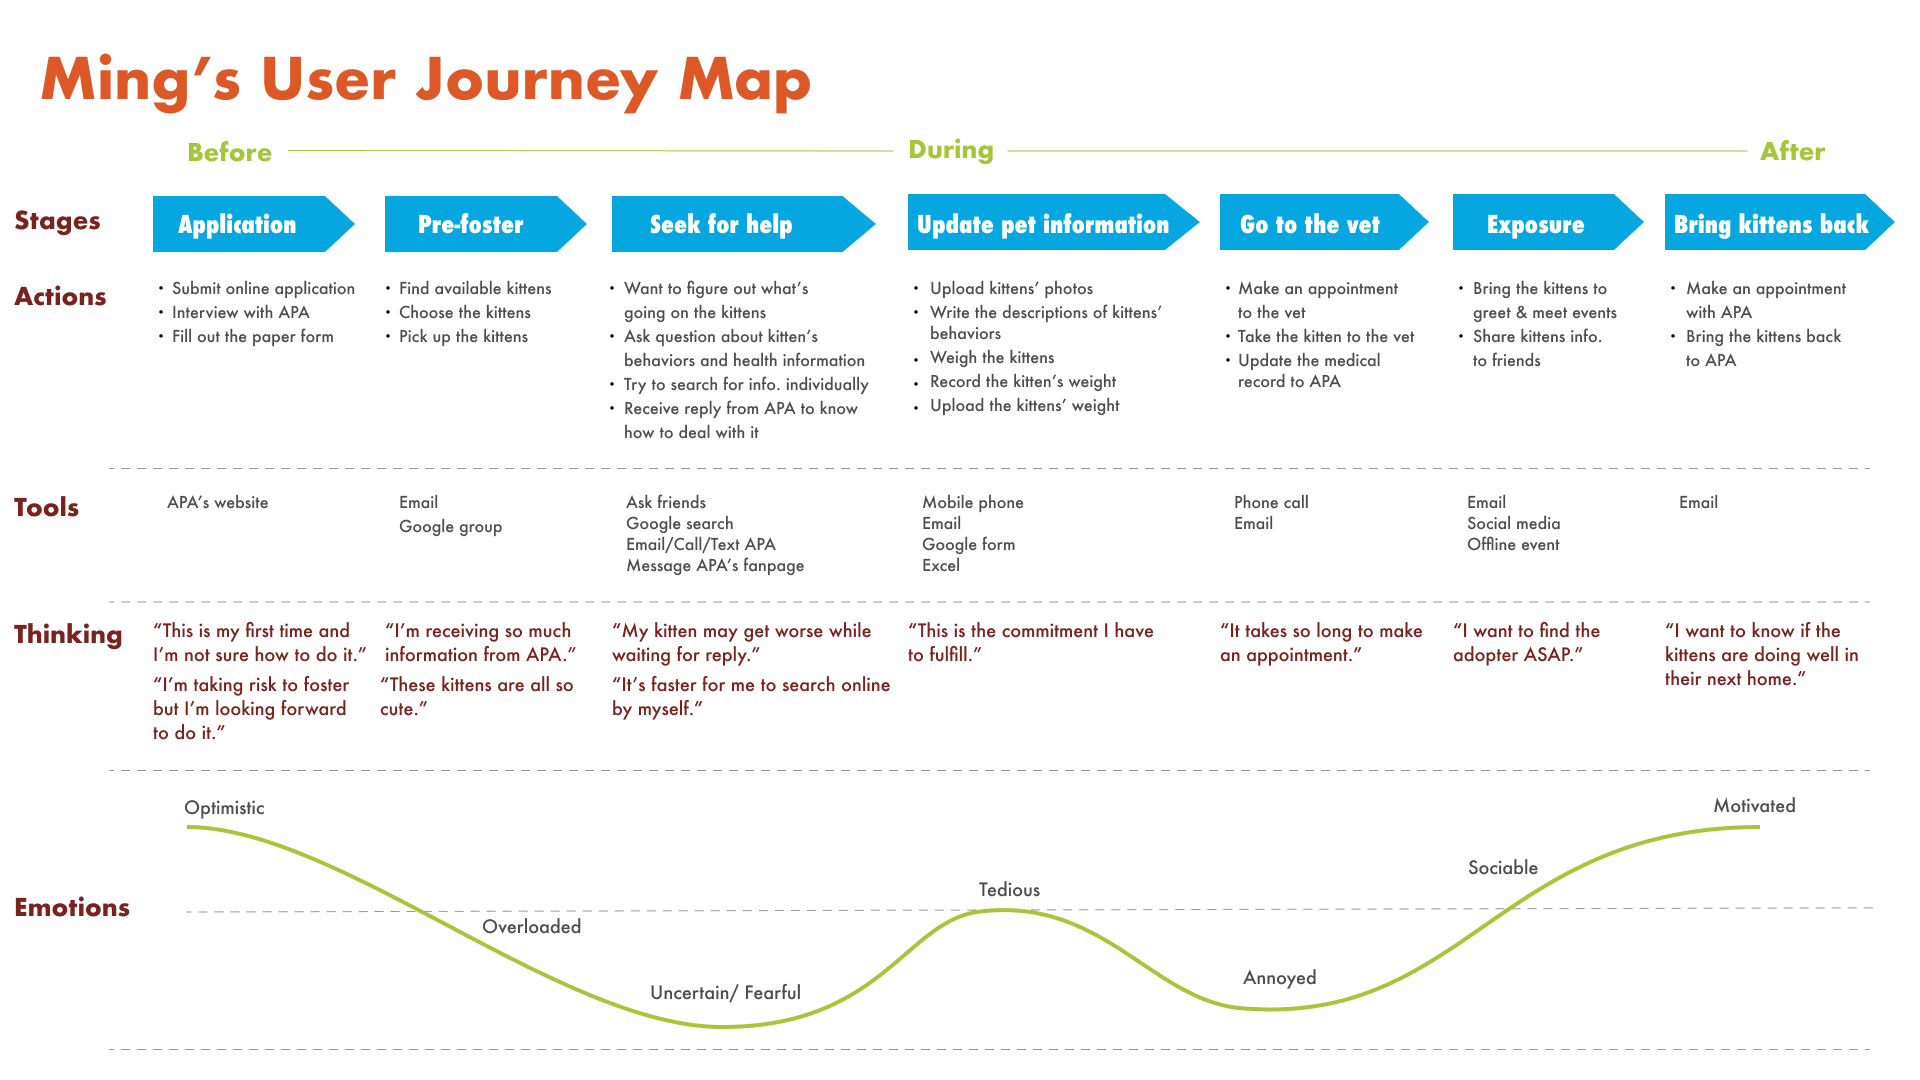 Ming’s User Journey Map
Before
During
After
Stages
Application
Pre-foster
Seek for help
Update pet information
Go to the vet
Exposure
Bring kittens back
Actions
• Submit online application
• Interview with APA
• Fill out the paper form
• Find available kittens
• Choose the kittens
• Pick up the kittens
• Want to figure out what’s
going on the kittens
• Ask question about kitten’s
behaviors and health information
• Try to search for info. individually
• Receive reply from APA to know
how to deal with it
• Upload kittens’ photos
• Write the descriptions of kittens’
behaviors
• Weigh the kittens
• Record the kitten’s weight
• Upload the kittens’ weight
• Make an appointment
to the vet
• Take the kitten to the vet
• Update the medical
record to APA
• Bring the kittens to
greet & meet events
• Share kittens info.
to friends
• Make an appointment
with APA
• Bring the kittens back
to APA
Tools
APA’s website
Email
Google group
Ask friends
Google search
Email/Call/Text APA
Message APA’s fanpage
Mobile phone
Email
Google form
Excel
Phone call
Email
Email
Social media
Offline event
Email
Thinking
“This is my first time and
I’m not sure how to do it.”
“I’m taking risk to foster
but I’m looking forward
to do it.”
“I’m receiving so much
information from APA.”
“These kittens are all so
cute.”
“My kitten may get worse while
waiting for reply.”
“It’s faster for me to search online
by myself.”
“This is the commitment I have
to fulfill.”
“It takes so long to make
an appointment.”
“I want to find the
adopter ASAP.”
“I want to know if the
kittens are doing well in
their next home.”
Emotions
Optimistic
Overloaded
Uncertain/ Fearful
Tedious
Annoyed
Sociable
Motivated